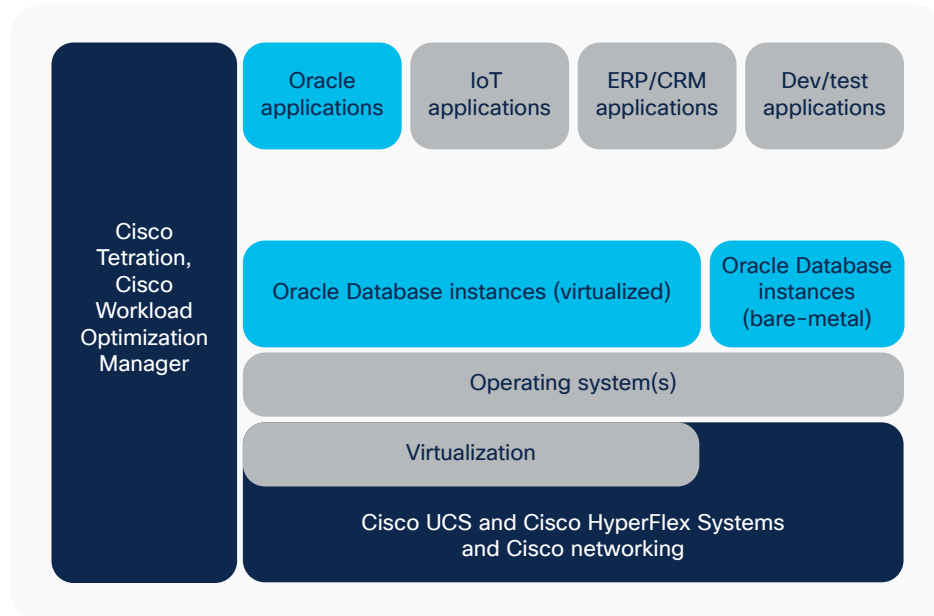 Cisco
Tetration,
Cisco
Workload
Optimization
Manager
Oracle
applications
IoT
applications
ERP/CRM
applications
Dev/test
applications
Oracle Database instances (virtualized)
Oracle Database
instances
(bare-metal)
Operating system(s)
Virtualization
Cisco UCS and Cisco HyperFlex Systems
and Cisco networking